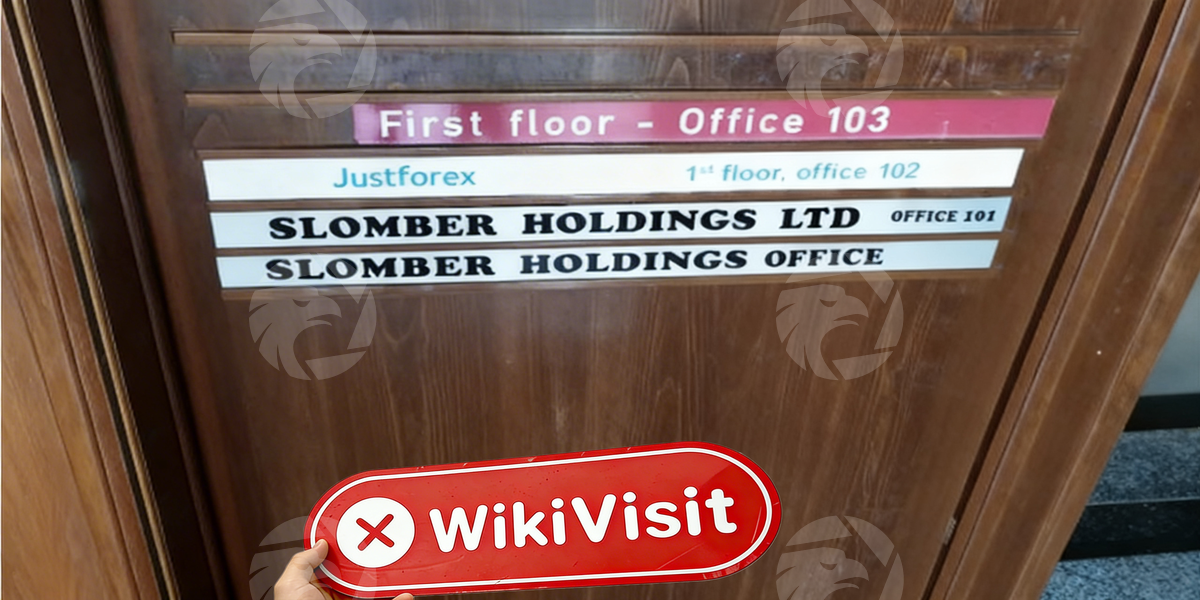 First floor - Office 103
Justforex 1st floor, office 102
SLOMBER HOLDINGS LTD OFFICE 101
SLOMBER HOLDINGS OFFICE
WikiVisit